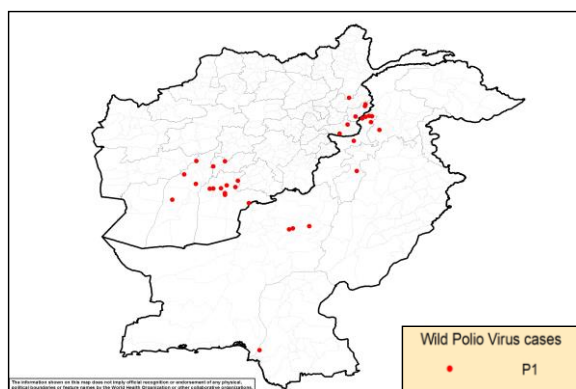 The information shown on this map does not imply official recognition or endorsement of any physical,
political boundaries or feature names by the World Health Organization or other collaborative organizations.
Wild Polio Virus cases
P1